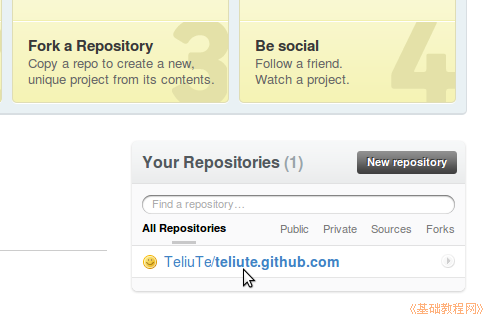 3
Fork a Repository
Copy a repo to create a new,
unique project from its contents.
4
Be social
Follow a friend.
Watch a project.
Your Repositories (1)
New repository
Find a repository...
All Repositories Public Private Sources Forks
TeliuTe/teliute.github.com
《基础教程网》